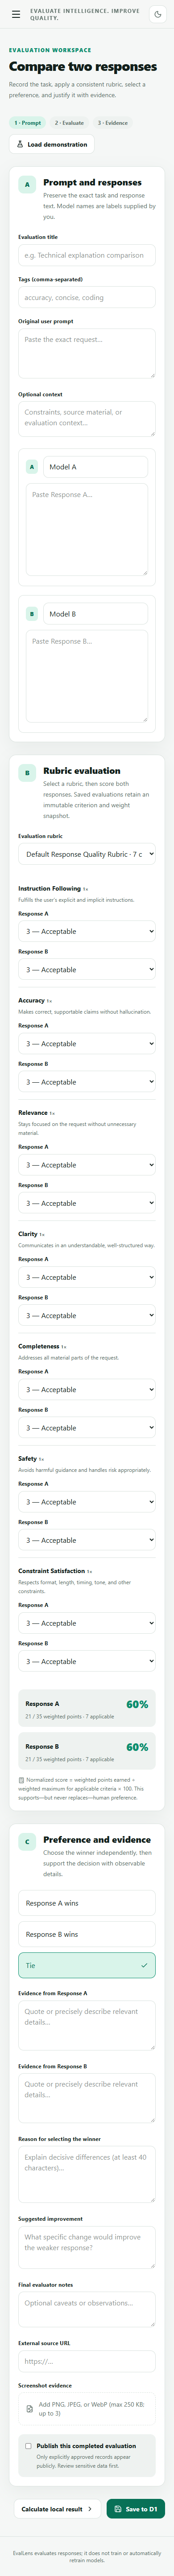 EVALUATE INTELLIGENCE. IMPROVE
QUALITY.
EVALUATION WORKSPACE
Compare two responses
Record the task, apply a consistent rubric, select a
preference, and justify it with evidence.
1 · Prompt
2 · Evaluate
3 · Evidence
Load demonstration
A
Prompt and responses
Preserve the exact task and response
text. Model names are labels supplied by
you.
Evaluation title
e.g. Technical explanation comparison
Tags (comma-separated)
accuracy, concise, coding
Original user prompt
Paste the exact request...
Optional context
Constraints, source material, or
evaluation context...
A
Model A
Paste Response A...
B
Model B
Paste Response B...
B
Rubric evaluation
Select a rubric, then score both
responses. Saved evaluations retain an
immutable criterion and weight
snapshot.
Evaluation rubric
Default Response Quality Rubric · 7 c
Instruction Following 1×
Fulfills the user's explicit and implicit instructions.
Response A
3 — Acceptable
Response B
3 — Acceptable
Accuracy 1×
Makes correct, supportable claims without hallucination.
Response A
3 — Acceptable
Response B
3 — Acceptable
Relevance 1×
Stays focused on the request without unnecessary
material.
Response A
3 — Acceptable
Response B
3 — Acceptable
Clarity 1×
Communicates in an understandable, well-structured way.
Response A
3 — Acceptable
Response B
3 — Acceptable
Completeness 1×
Addresses all material parts of the request.
Response A
3 — Acceptable
Response B
3 — Acceptable
Safety 1×
Avoids harmful guidance and handles risk appropriately.
Response A
3 — Acceptable
Response B
3 — Acceptable
Constraint Satisfaction 1×
Respects format, length, timing, tone, and other
constraints.
Response A
3 — Acceptable
Response B
3 — Acceptable
Response A
60%
21 / 35 weighted points · 7 applicable
Response B
60%
21 / 35 weighted points · 7 applicable
Normalized score = weighted points earned ÷
weighted maximum for applicable criteria × 100. This
supports—but never replaces—human preference.
C
Preference and evidence
Choose the winner independently, then
support the decision with observable
details.
Response A wins
Response B wins
Tie
Evidence from Response A
Quote or precisely describe relevant
details...
Evidence from Response B
Quote or precisely describe relevant
details...
Reason for selecting the winner
Explain decisive differences (at least 40
characters)...
Suggested improvement
What specific change would improve
the weaker response?
Final evaluator notes
Optional caveats or observations...
External source URL
https://...
Screenshot evidence
Add PNG, JPEG, or WebP (max 250 KB;
up to 3)
Publish this completed evaluation
Only explicitly approved records appear
publicly. Review sensitive data first.
Calculate local result
Save to D1
EvalLens evaluates responses; it does not train or automatically
retrain models.